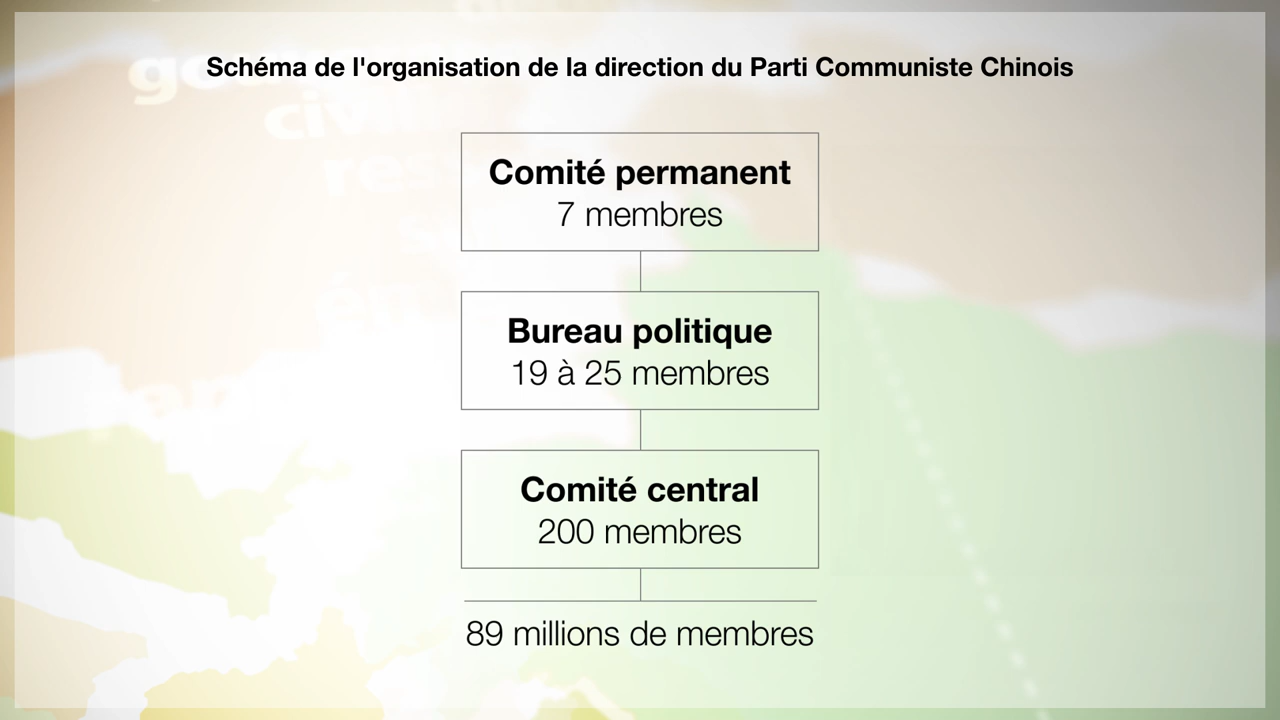 Schéma de l'organisation de la direction du Parti Communiste Chinois
Comité permanent
7 membres
Bureau politique
19 à 25 membres
Comité central
200 membres
89 millions de membres